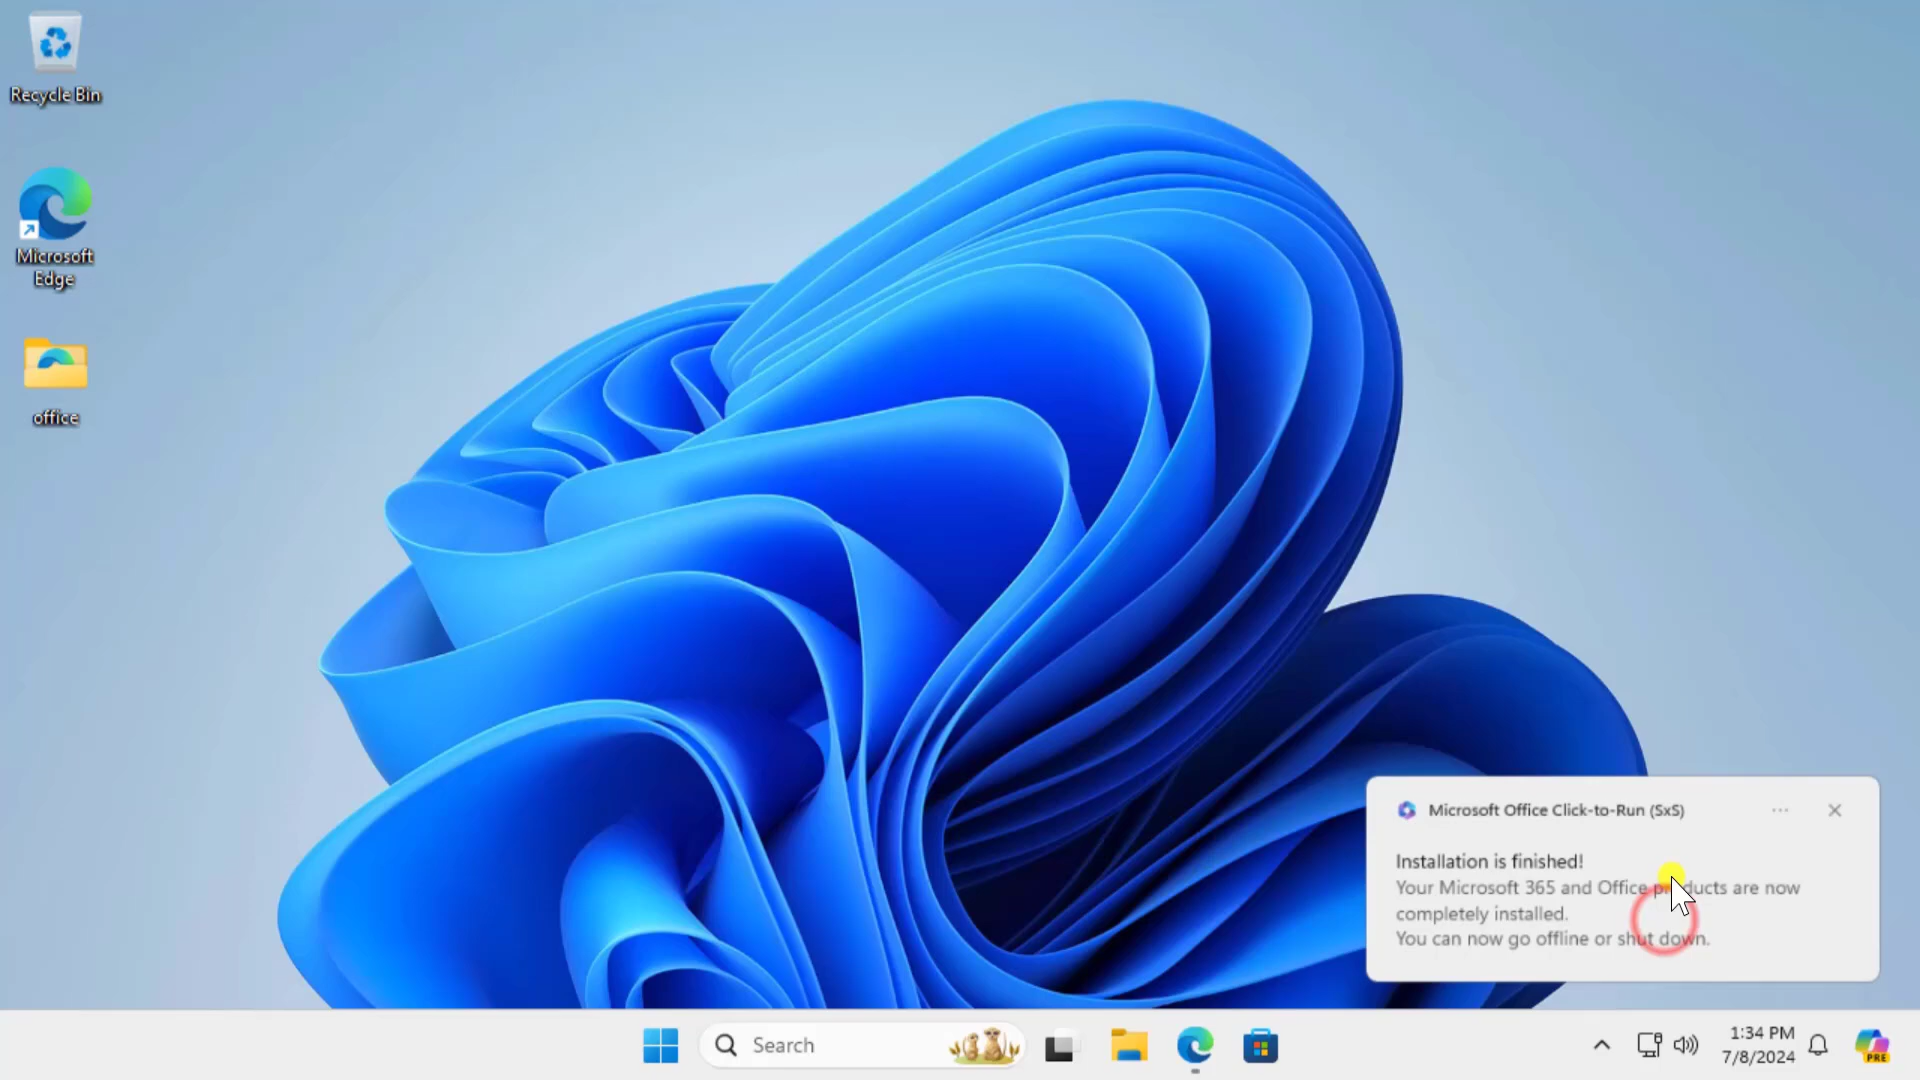 Recycle Bin
Microsoft
Edge
office
Microsoft Office Click-to-Run (SxS)
Installation is finished!
Your Microsoft 365 and Office products are now
completely installed.
You can now go offline or shut down.
Search
1:34 PM
7/8/2024
PRE